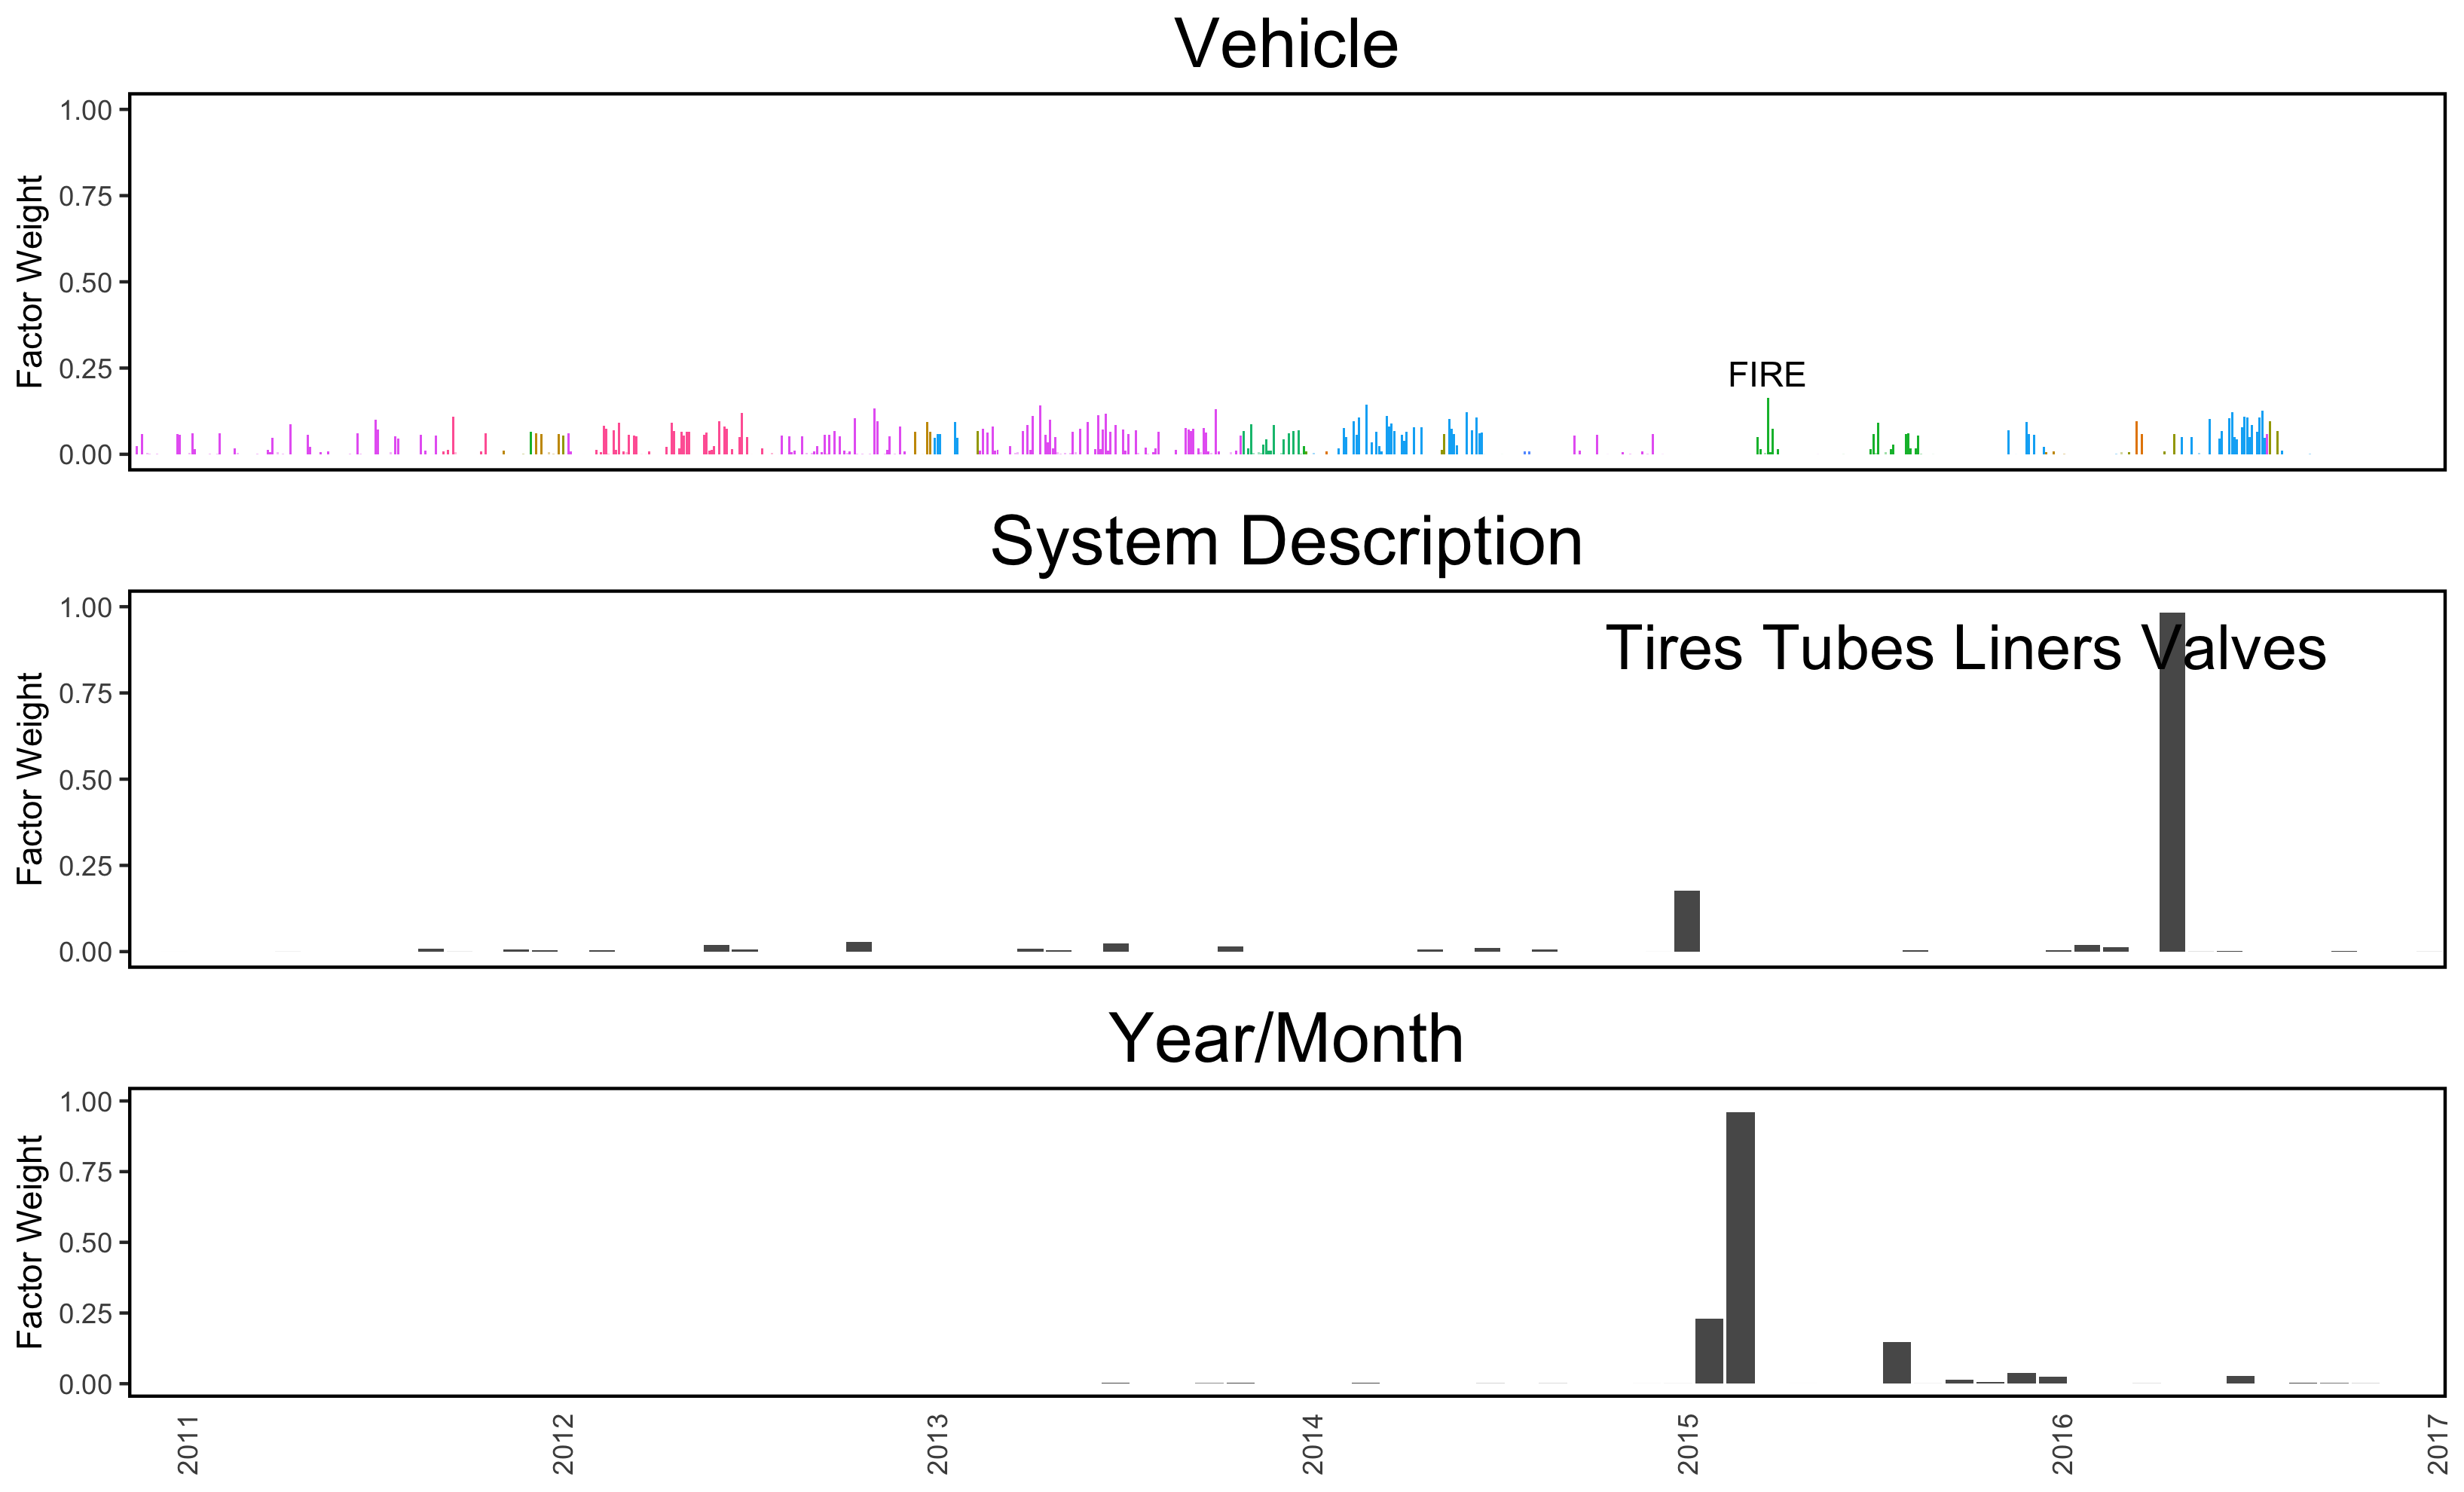 Vehicle
Factor Weight
1.00
0.75
0.50
0.25
0.00
FIRE
System Description
Factor Weight
1.00
0.75
0.50
0.25
0.00
Tires Tubes Liners Valves
Year/Month
Factor Weight
1.00
0.75
0.50
0.25
0.00
2011
2012
2013
2014
2015
2016
2017